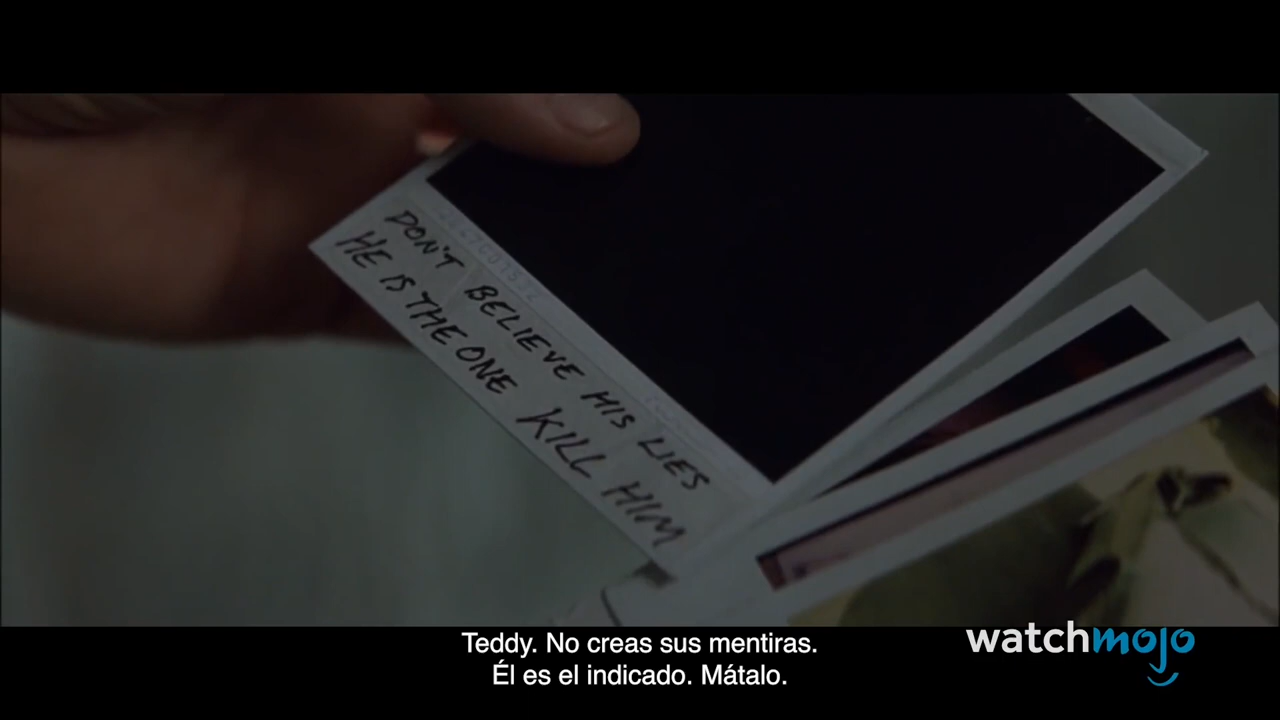 DON'T BELIEVE HIS LIES
HE IS THE ONE KILL HIM
Teddy. No creas sus mentiras.
Él es el indicado. Mátalo.
watchmojo